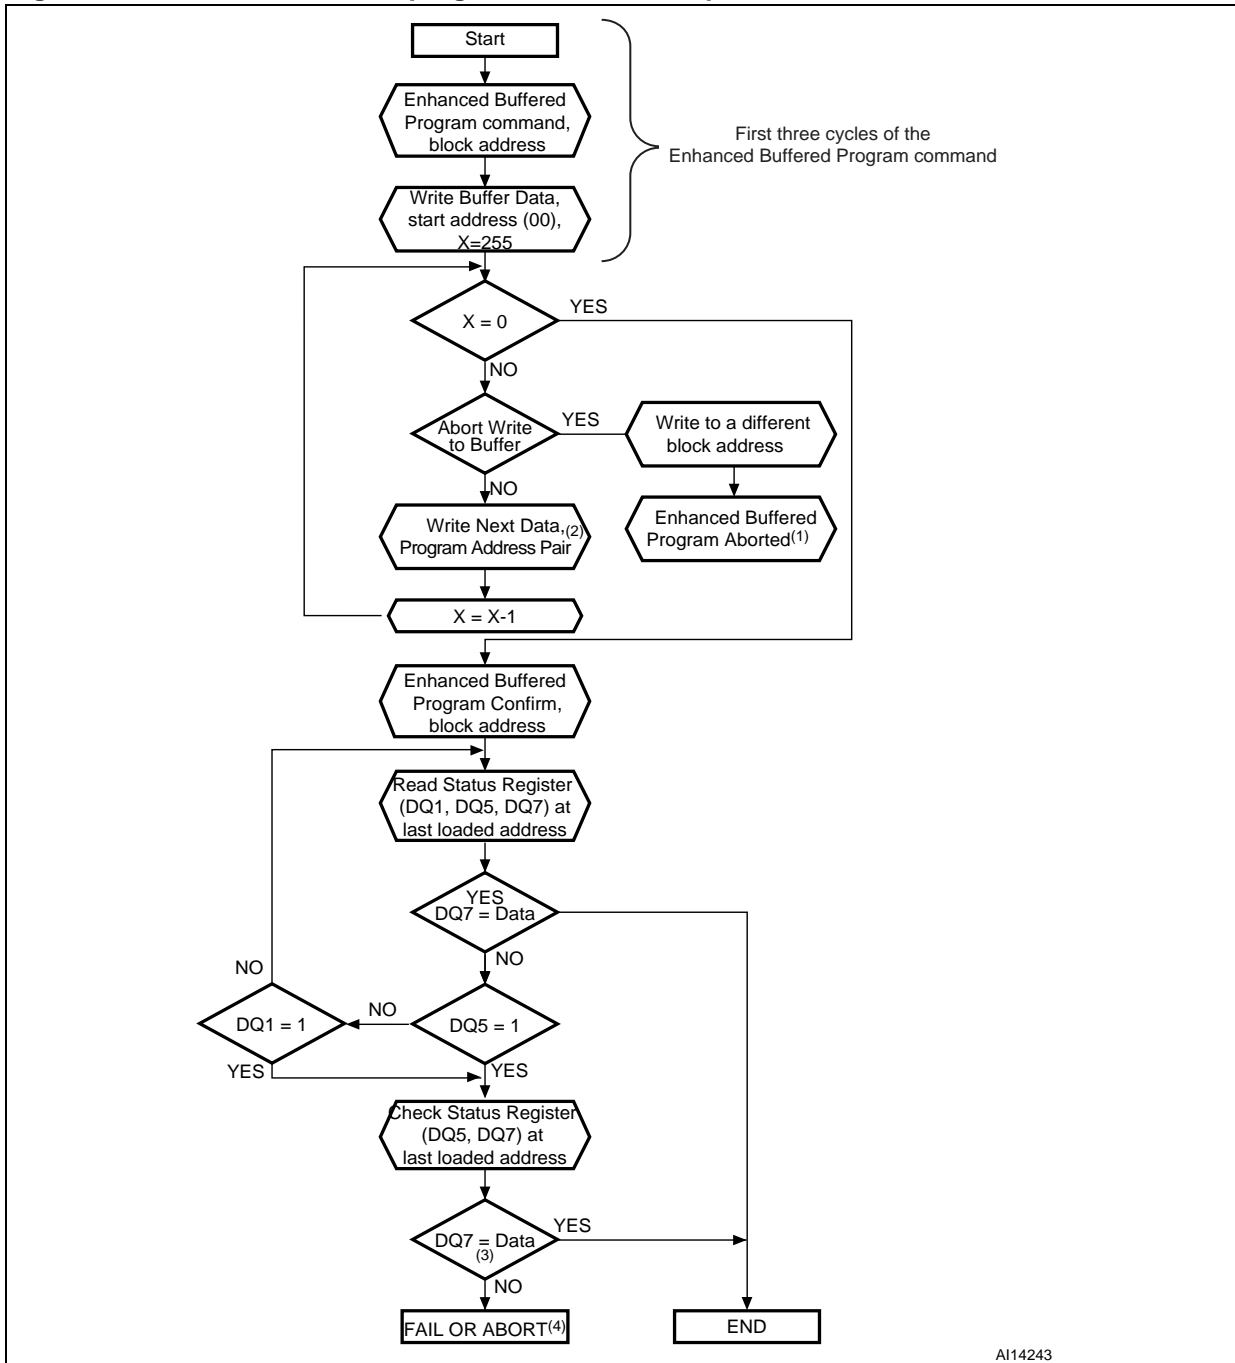 Start
Enhanced Buffered
Program command,
block address
First three cycles of the
Enhanced Buffered Program command
Write Buffer Data,
start address (00),
X=255
X = 0
YES
NO
Abort Write
to Buffer
YES
Write to a different
block address
NO
Write Next Data,(2)
Program Address Pair
Enhanced Buffered
Program Aborted(1)
X = X-1
Enhanced Buffered
Program Confirm,
block address
Read Status Register
(DQ1, DQ5, DQ7) at
last loaded address
YES
DQ7 = Data
NO
NO
DQ1 = 1
NO
DQ5 = 1
YES
YES
Check Status Register
(DQ5, DQ7) at
last loaded address
DQ7 = Data
(3)
YES
NO
FAIL OR ABORT(4)
END
AI14243